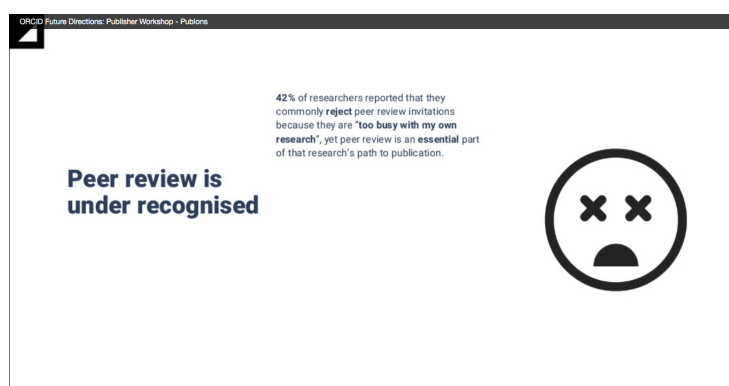 ORCID Future Directions: Publisher Workshop - Publons
42% of researchers reported that they
commonly reject peer review invitations
because they are "too busy with my own
research", yet peer review is an essential part
of that research's path to publication.
Peer review is
under recognised